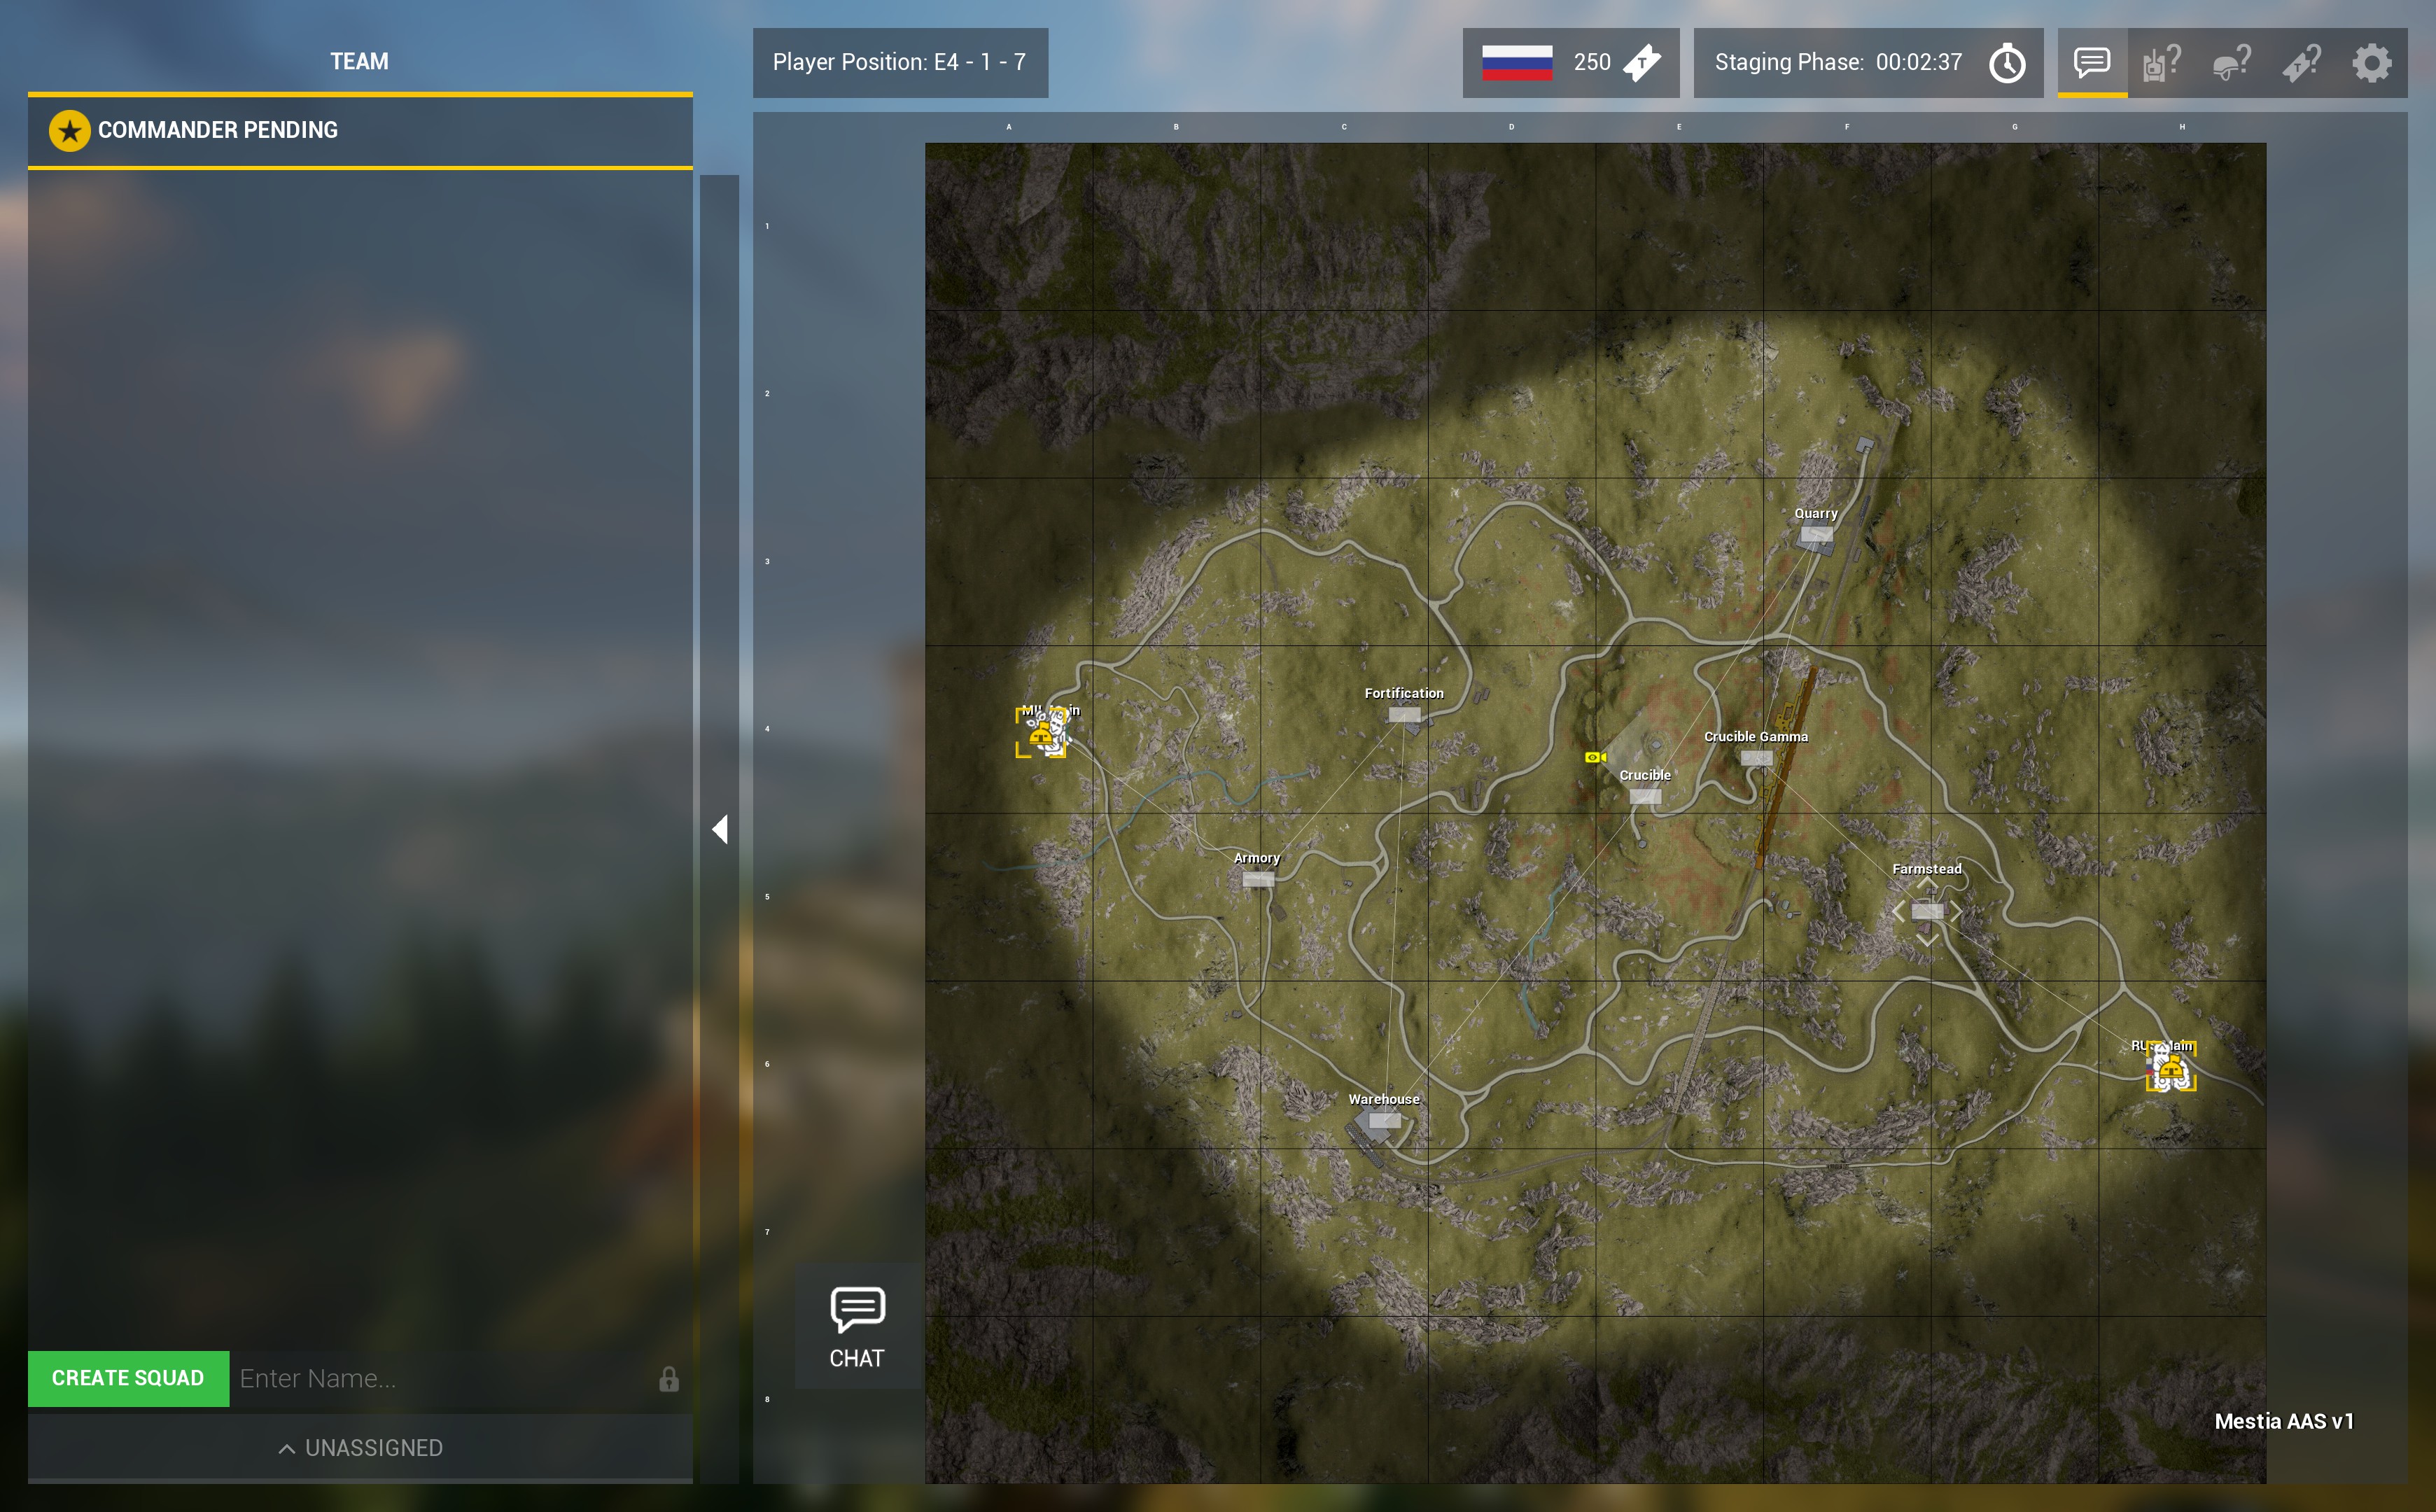 TEAM
COMMANDER PENDING
CREATE SQUAD
Enter Name...
UNASSIGNED
Player Position: E4 - 1 - 7
250
Staging Phase: 00:02:37
A B C D E F G H
1
2
3
4
5
6
7
8
Quarry
Fortification
Crucible Gamma
Crucible
Armory
Farmstead
Warehouse
CHAT
Mestia AAS v1